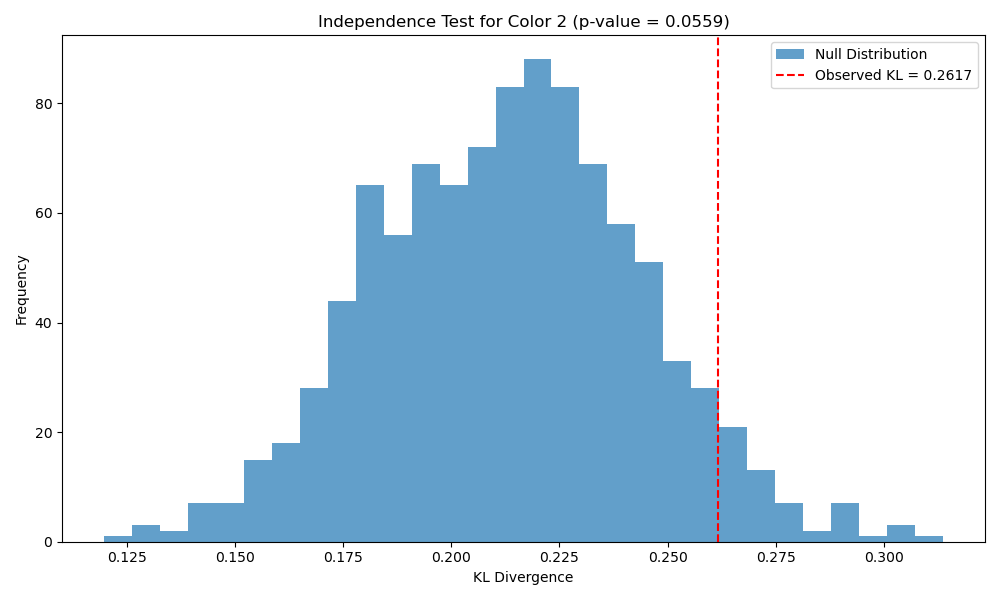 Independence Test for Color 2 (p-value = 0.0559)
Null Distribution
Observed KL = 0.2617
80
60
40
20
0
Frequency
0.125 0.150 0.175 0.200 0.225 0.250 0.275 0.300
KL Divergence